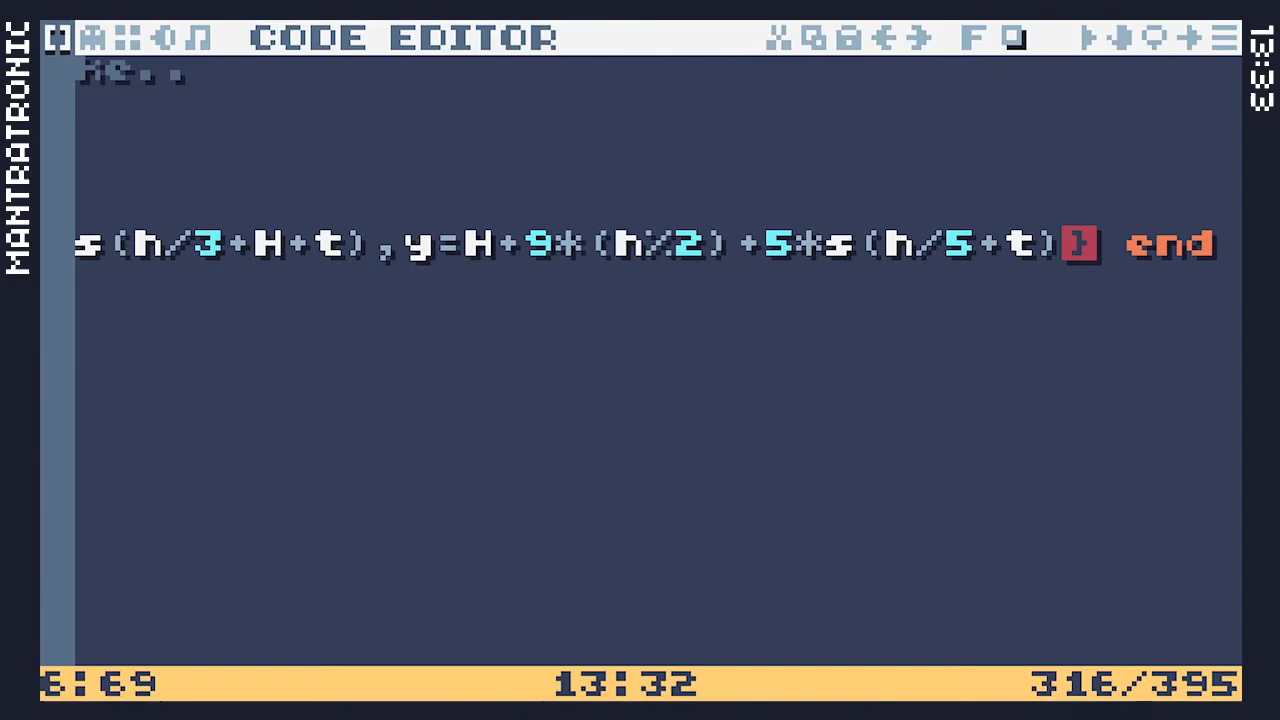 MANTRATRONIC
CODE EDITOR
F
s(h/3+H+t),y=H+9*(h%2) +5*s(h/5+t)} end
6:69
13:32
316/395
13:33